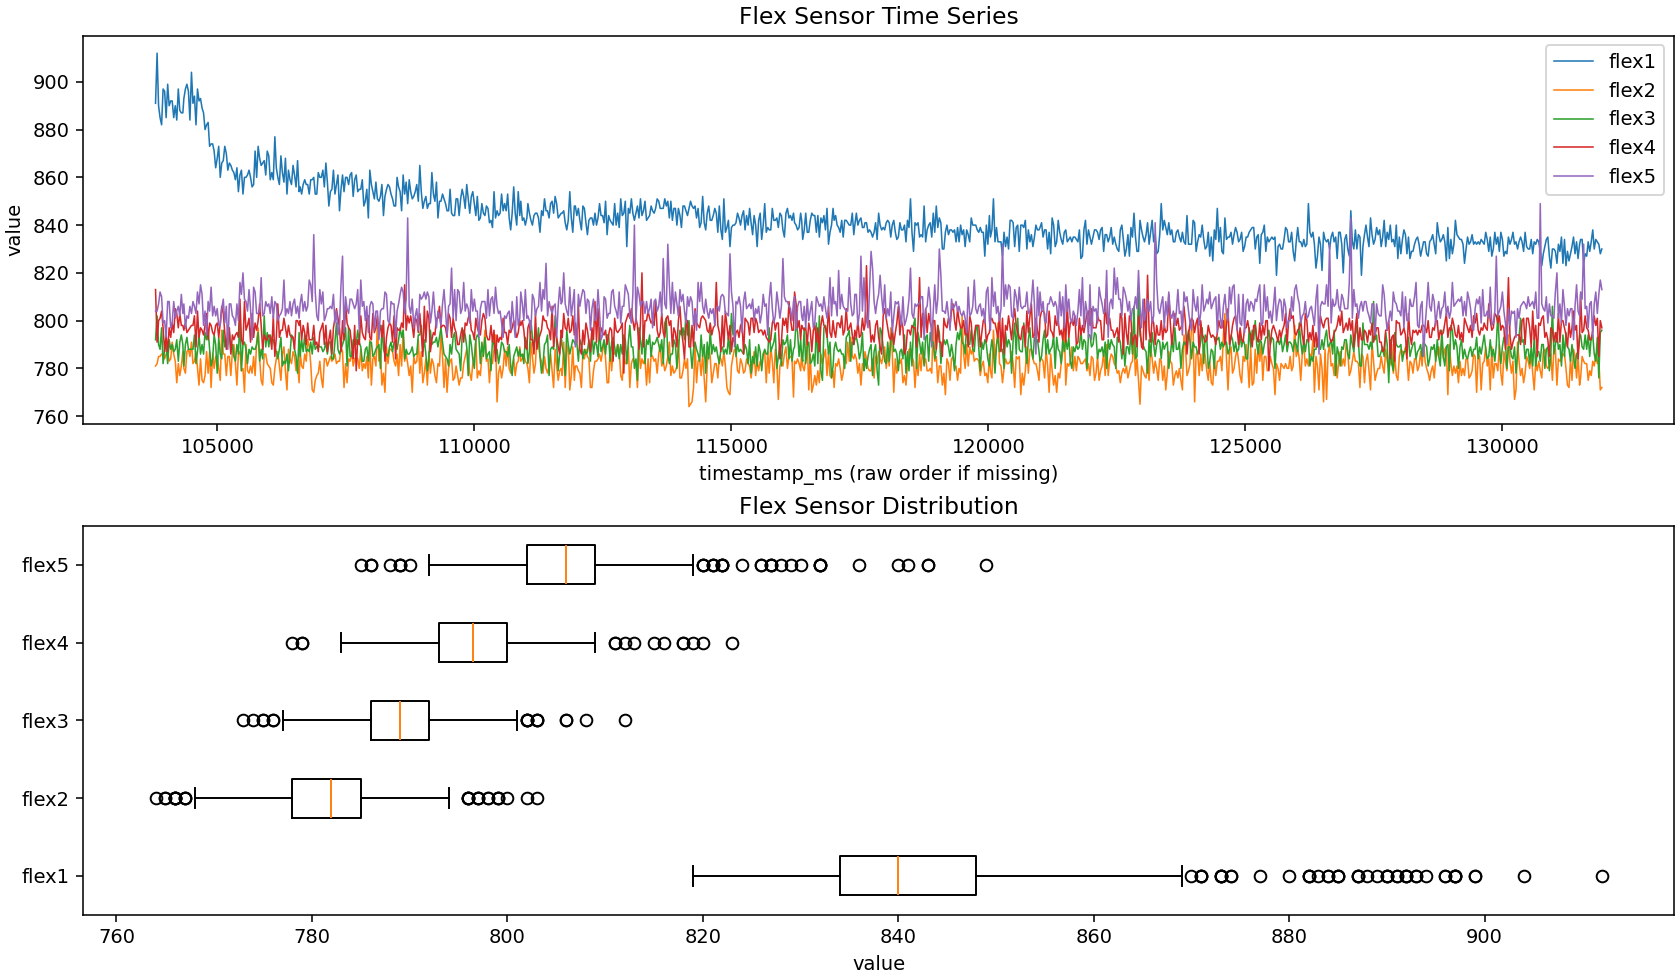 Flex Sensor Time Series
value
900
880
860
840
820
800
780
760
flex1
flex2
flex3
flex4
flex5
105000 110000 115000 120000 125000 130000
timestamp_ms (raw order if missing)
Flex Sensor Distribution
flex5
flex4
flex3
flex2
flex1
760 780 800 820 840 860 880 900
value